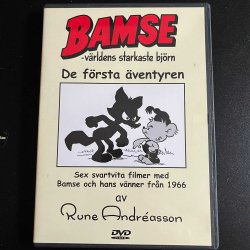 BAMSE
-världens starkaste björn
De första äventyren
Sex svartvita filmer med
Bamse och hans vänner från 1966
av
Rune Andréasson
DVD